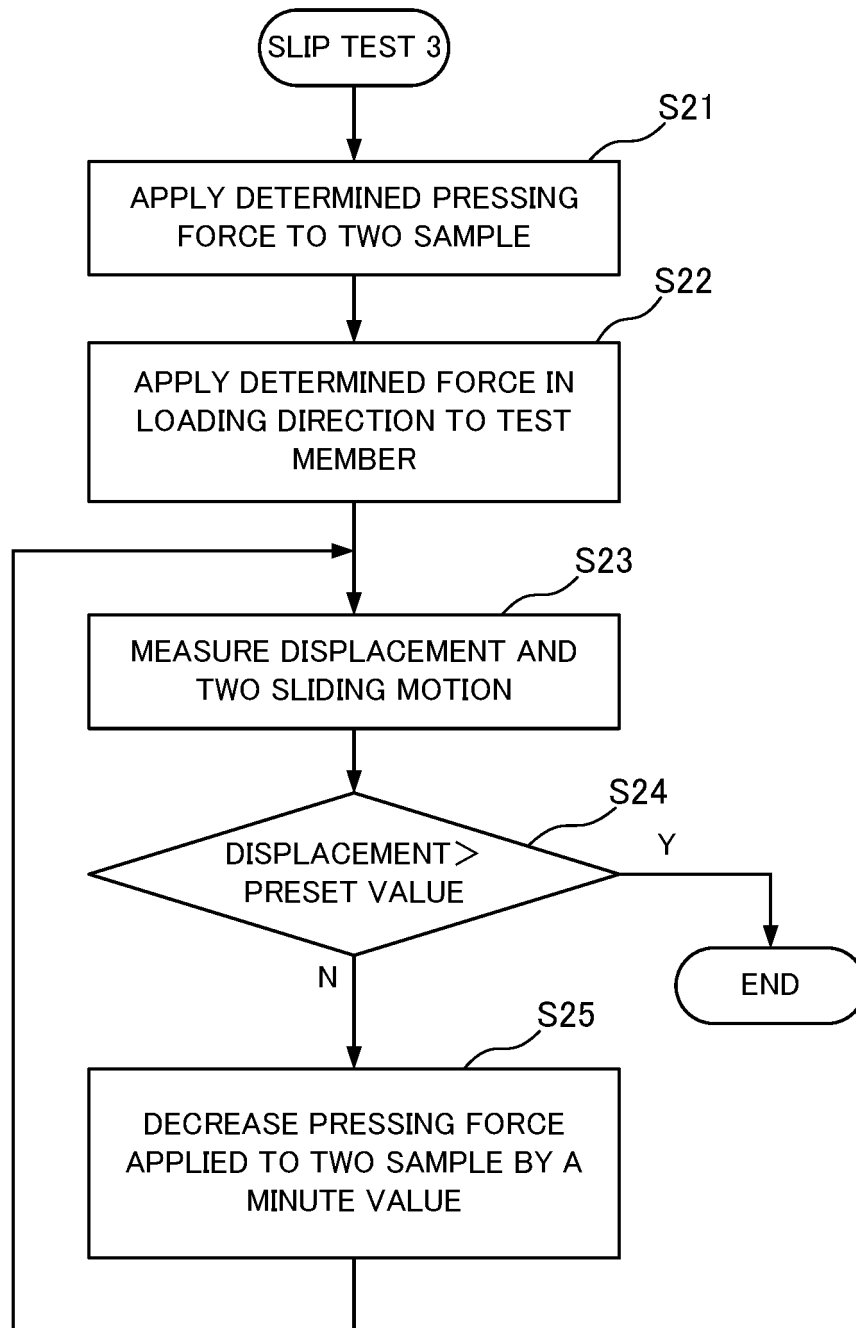 SLIP TEST 3
S21
APPLY DETERMINED PRESSING
FORCE TO TWO SAMPLE
S22
APPLY DETERMINED FORCE IN
LOADING DIRECTION TO TEST
MEMBER
S23
MEASURE DISPLACEMENT AND
TWO SLIDING MOTION
S24
DISPLACEMENT＞
PRESET VALUE
Y
N
END
S25
DECREASE PRESSING FORCE
APPLIED TO TWO SAMPLE BY A
MINUTE VALUE